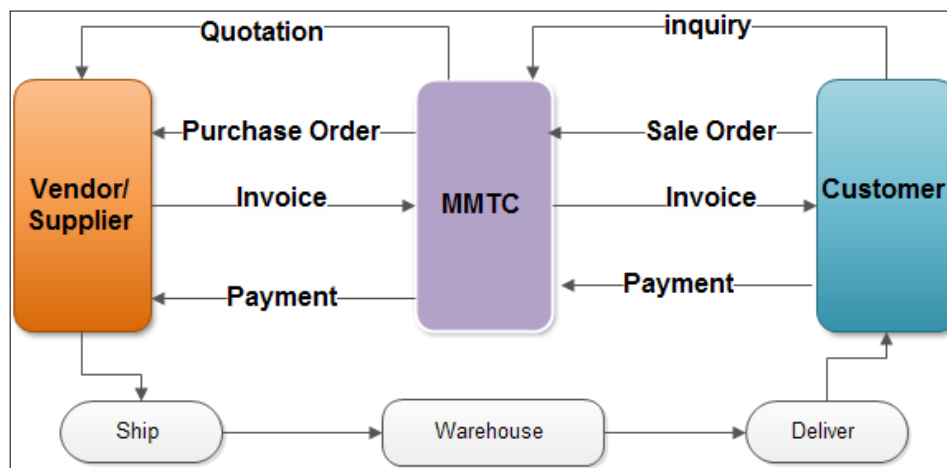 Quotation
inquiry
Purchase Order
Sale Order
Vendor/
Supplier
Invoice
MMTC
Invoice
Customer
Payment
Payment
Ship
Warehouse
Deliver